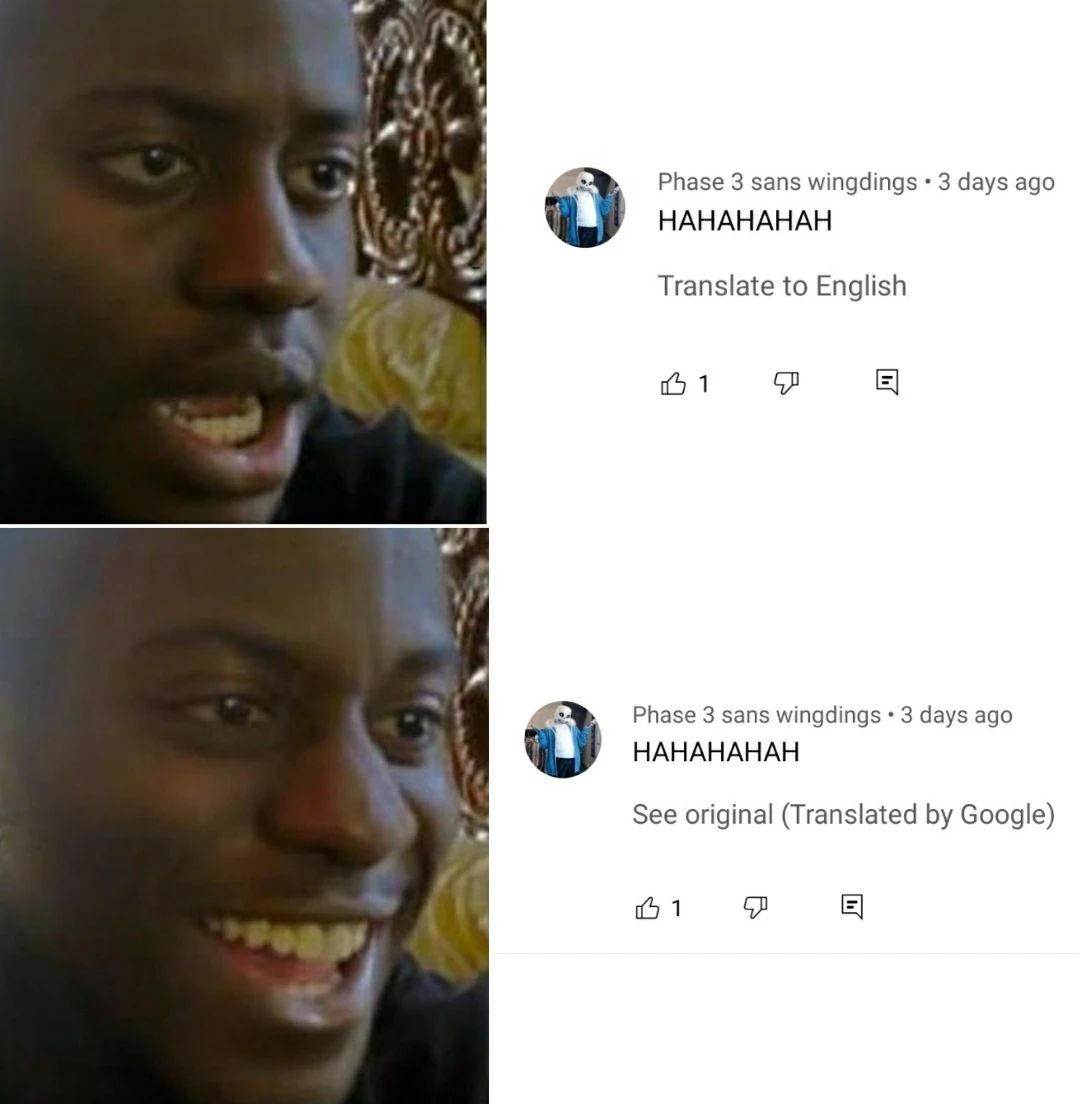 Phase 3 sans wingdings • 3 days ago
HAHAHAHAH
Translate to English
1
Phase 3 sans wingdings • 3 days ago
HAHAHAHAH
See original (Translated by Google)
1